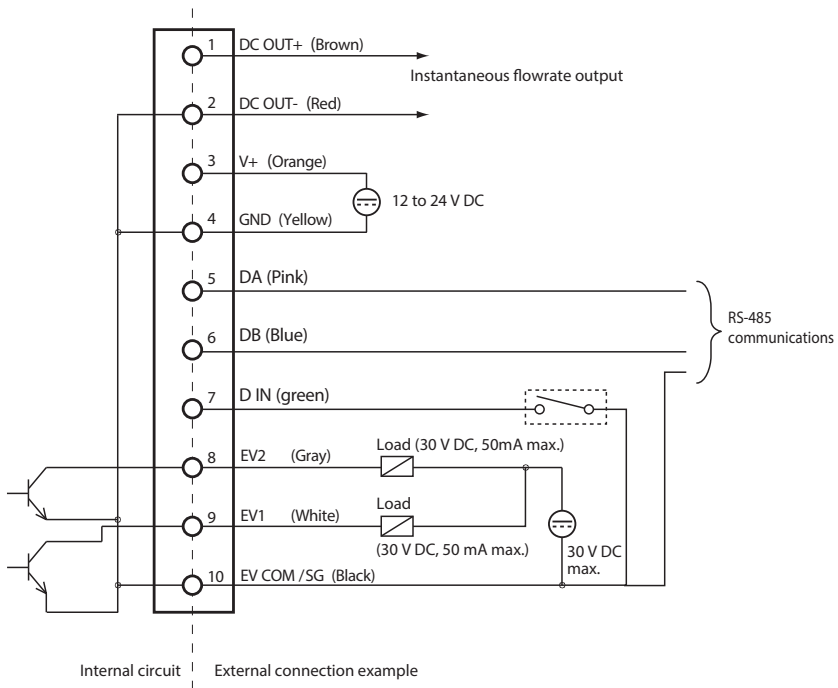 1 DC OUT+ (Brown)
Instantaneous flowrate output
2 DC OUT- (Red)
3 V+ (Orange)
12 to 24 V DC
4 GND (Yellow)
5 DA (Pink)
RS-485
communications
6 DB (Blue)
7 D IN (green)
Load (30 V DC, 50mA max.)
8 EV2 (Gray)
Load
9 EV1 (White)
(30 V DC, 50 mA max.)
30 V DC
max.
10 EV COM /SG (Black)
Internal circuit
External connection example